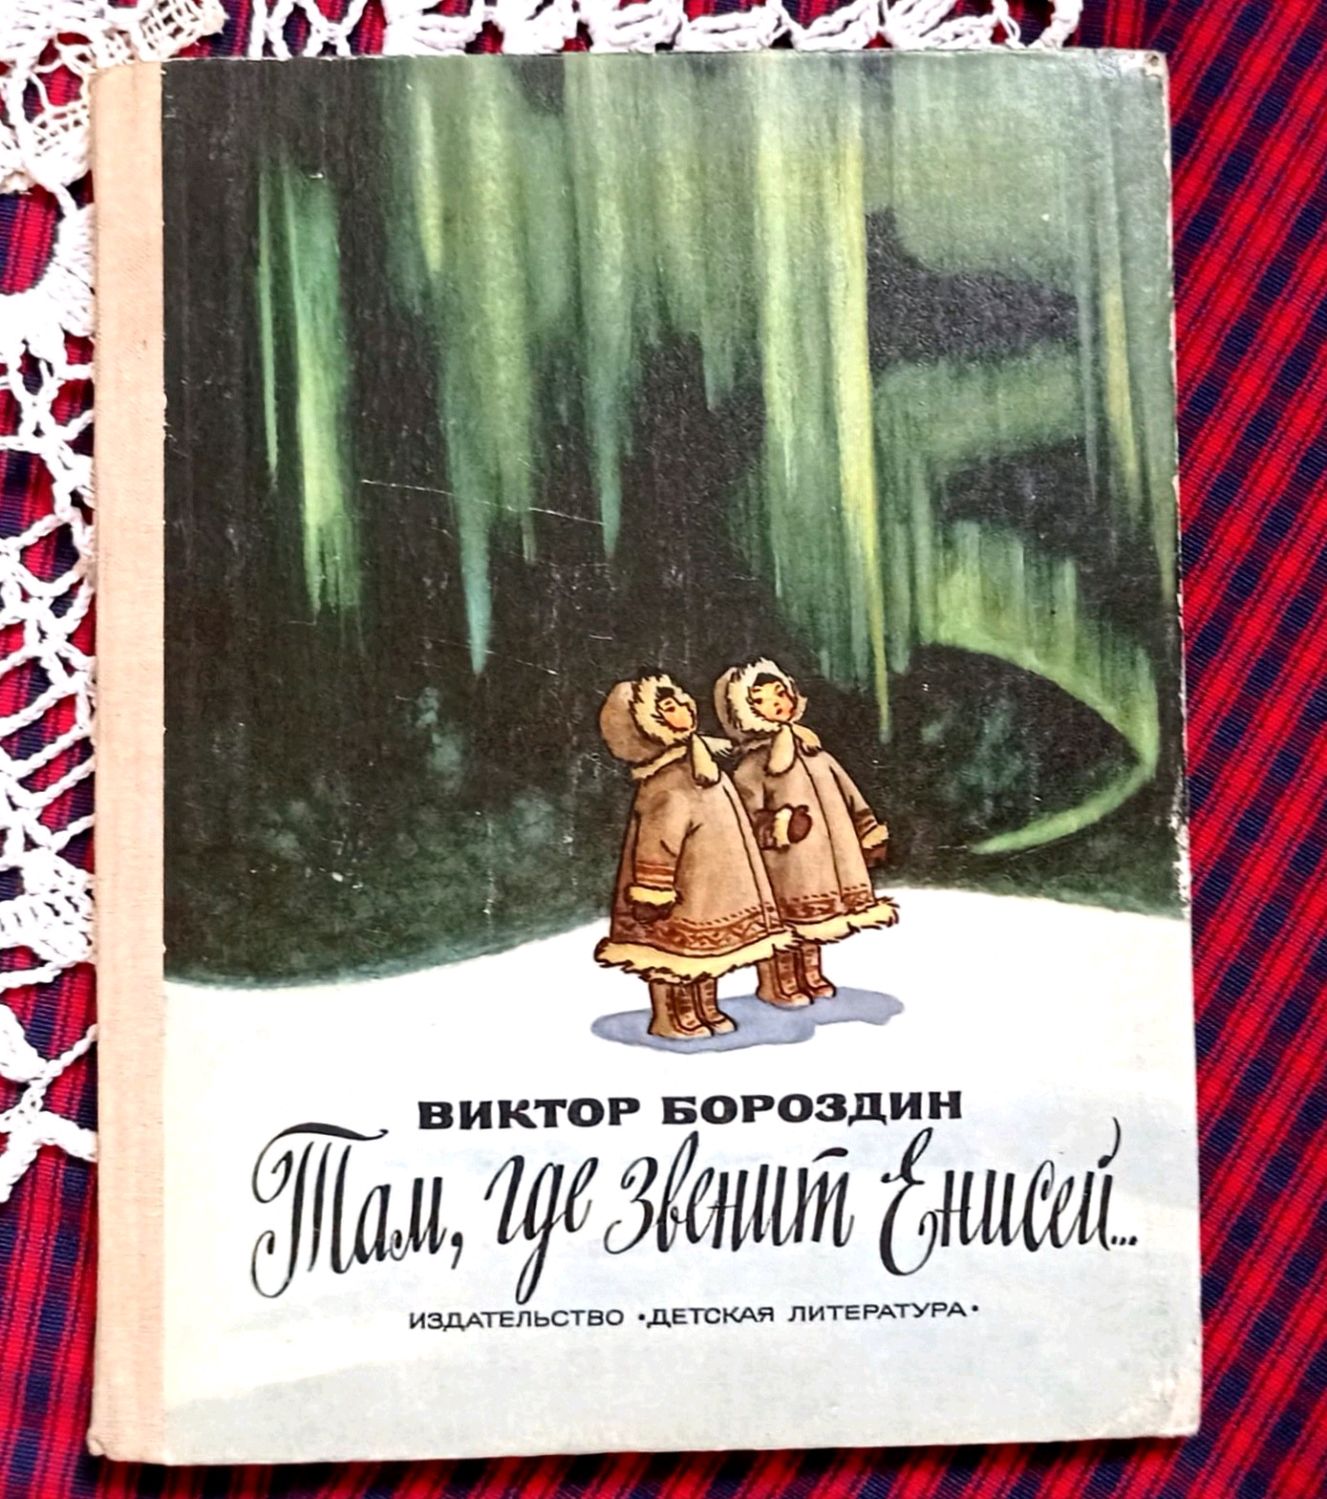 ВИКТОР БОРОЗДИН
Там, где звенит Енисей...
ИЗДАТЕЛЬСТВО •ДЕТСКАЯ ЛИТЕРАТУРА•